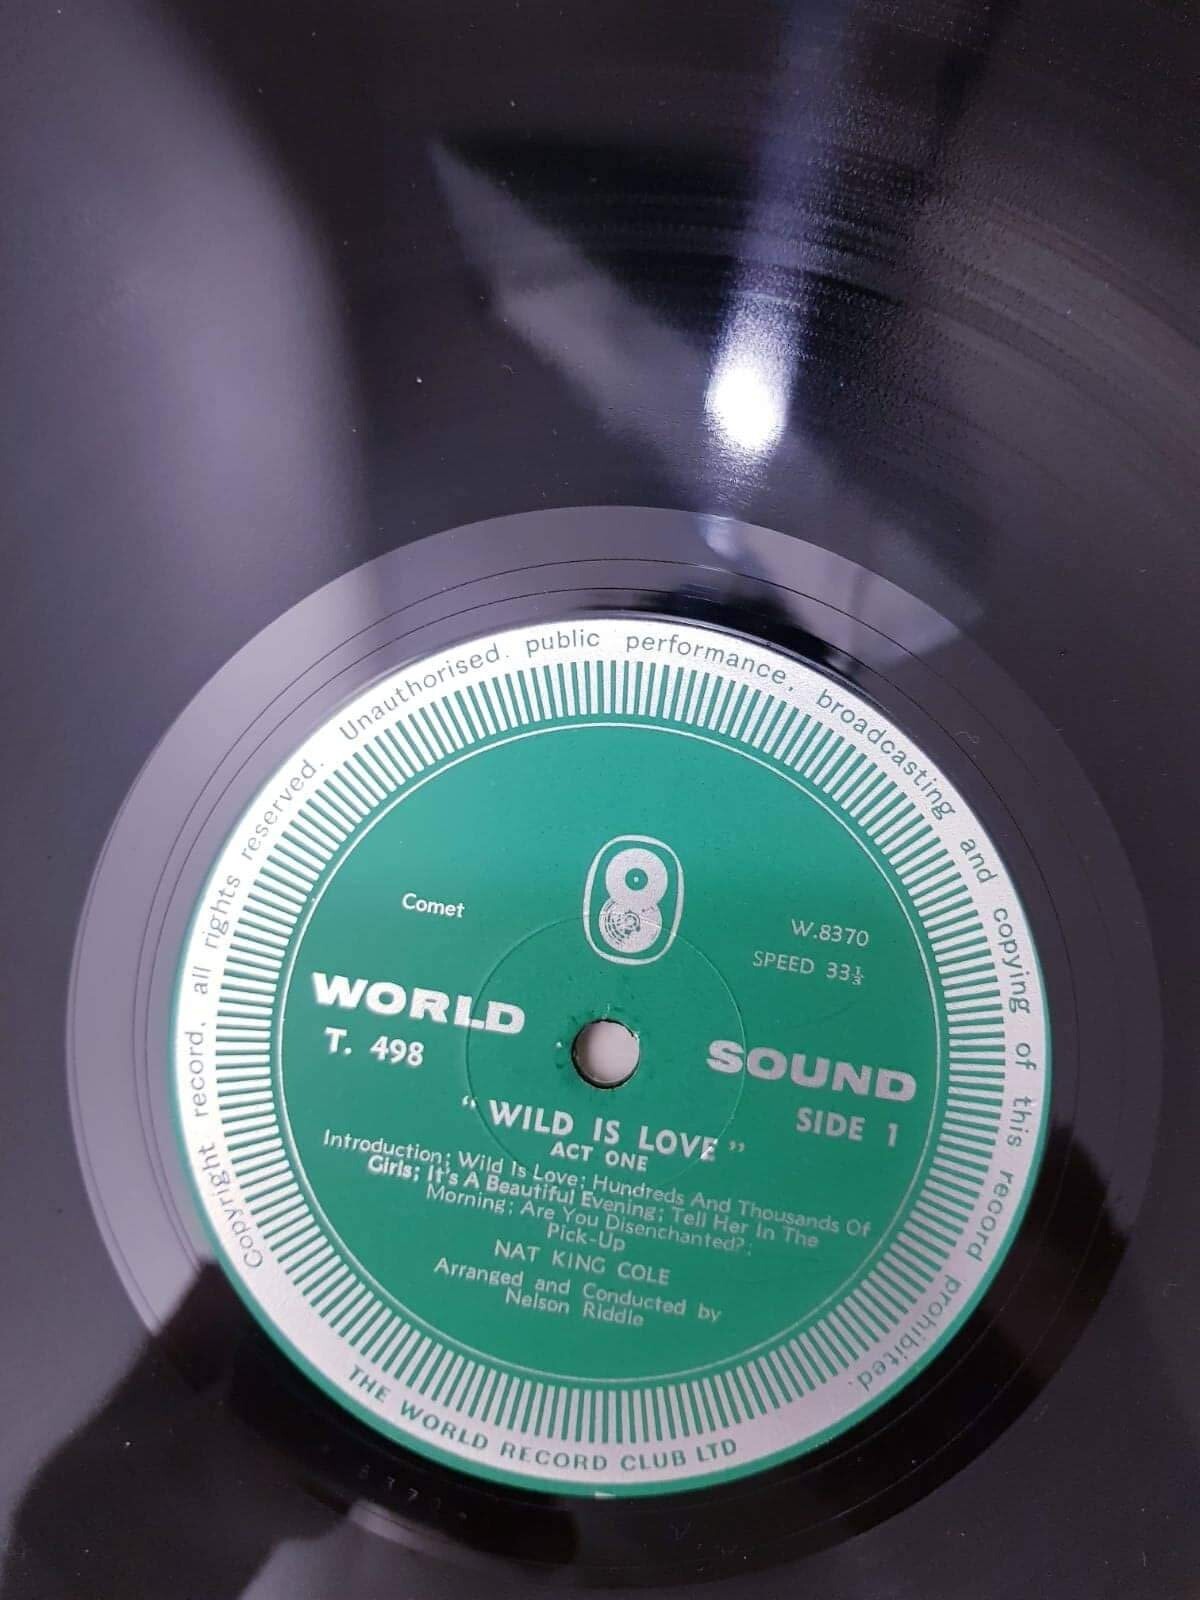 Copyright record, all rights reserved. Unauthorised. public performance, broadcasting and copying of this record prohibited.
Comet
W.8370
SPEED 33⅓
WORLD
SOUND
T. 498
SIDE 1
“WILD IS LOVE”
ACT ONE
Introduction; Wild Is Love; Hundreds And Thousands Of
Girls; It's A Beautiful Evening; Tell Her In The
Morning; Are You Disenchanted?;
Pick-Up
NAT KING COLE
Arranged and Conducted by
Nelson Riddle
THE WORLD RECORD CLUB LTD